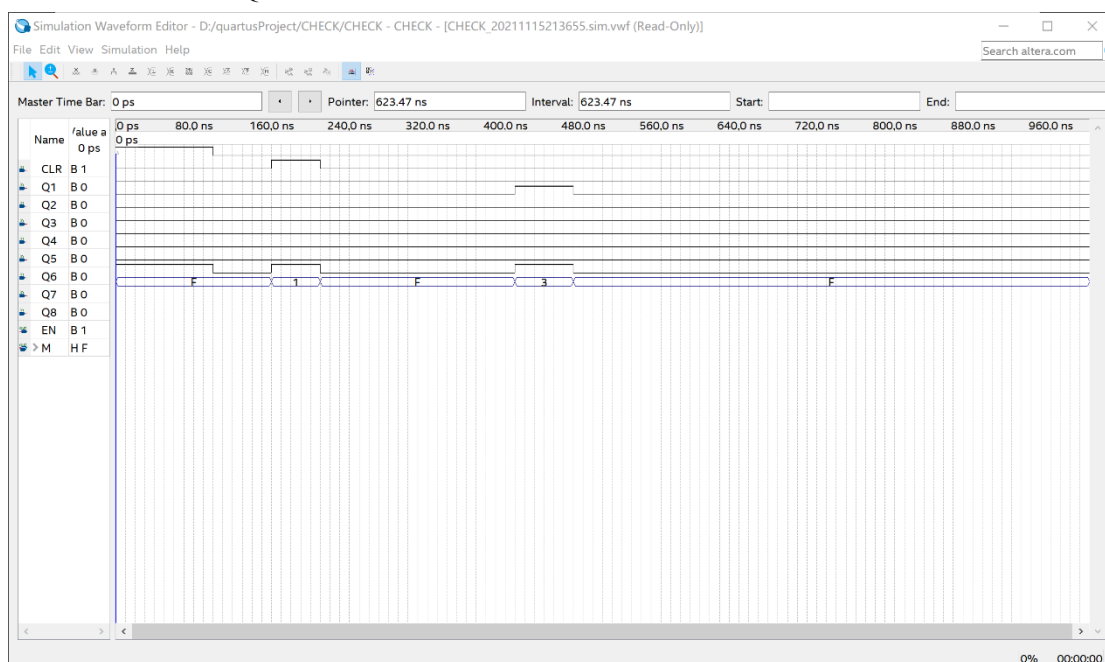 Simulation Waveform Editor - D:/quartusProject/CHECK/CHECK - CHECK - [CHECK_20211115213655.sim.vwf (Read-Only)]
File Edit View Simulation Help
Search altera.com
Master Time Bar: 0 ps Pointer: 623.47 ns Interval: 623.47 ns Start: End:
Name 0 ps 80.0 ns 160.0 ns 240.0 ns 320.0 ns 400.0 ns 480.0 ns 560.0 ns 640.0 ns 720.0 ns 800.0 ns 880.0 ns 960.0 ns
0 ps 0 ps
CLR B 1
Q1 B 0
Q2 B 0
Q3 B 0
Q4 B 0
Q5 B 0
Q6 B 0 F 1 F 3 F
Q7 B 0
Q8 B 0
EN B 1
> M H F
0% 00:00:00